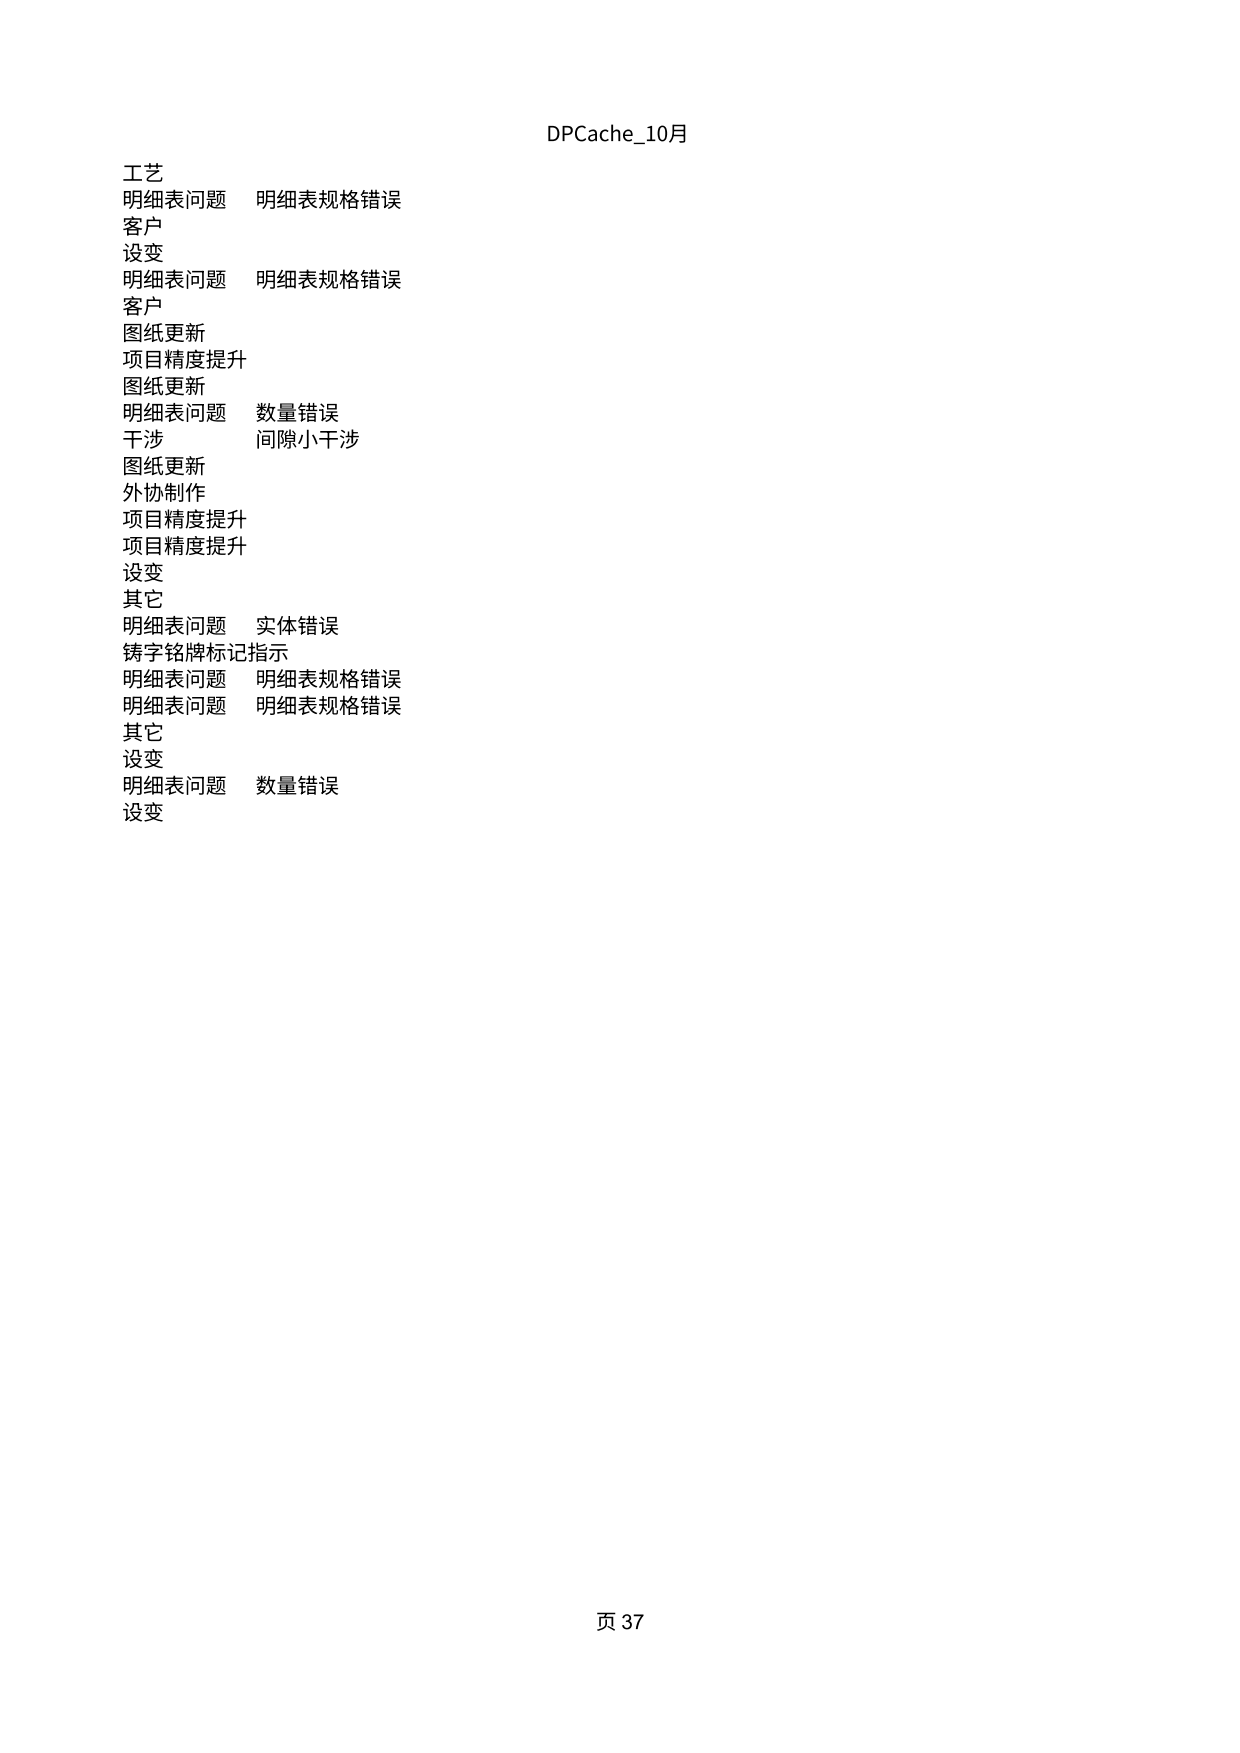 DPCache_10月
工艺
明细表问题 明细表规格错误
客户
设变
明细表问题 明细表规格错误
客户
图纸更新
项目精度提升
图纸更新
明细表问题 数量错误
干涉 间隙小干涉
图纸更新
外协制作
项目精度提升
项目精度提升
设变
其它
明细表问题 实体错误
铸字铭牌标记指示
明细表问题 明细表规格错误
明细表问题 明细表规格错误
其它
设变
明细表问题 数量错误
设变
页 37